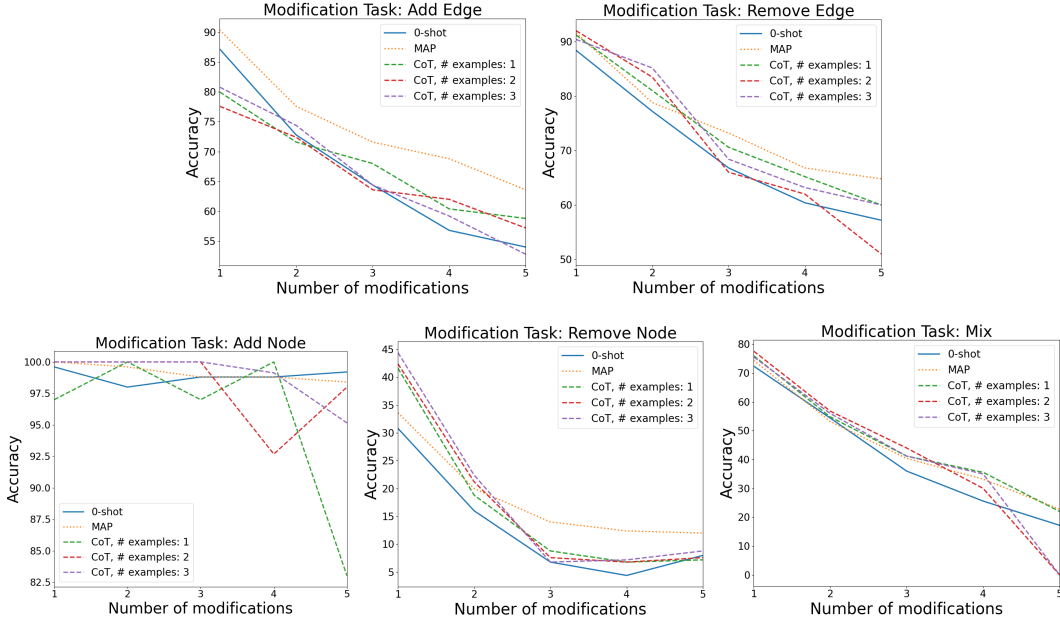 Modification Task: Add Edge
90
85
80
75
70
65
60
55
Accuracy
1 2 3 4 5
Number of modifications
0-shot
MAP
CoT, # examples: 1
CoT, # examples: 2
CoT, # examples: 3
Modification Task: Remove Edge
90
80
70
60
50
Accuracy
1 2 3 4 5
Number of modifications
0-shot
MAP
CoT, # examples: 1
CoT, # examples: 2
CoT, # examples: 3
Modification Task: Add Node
100.0
97.5
95.0
92.5
90.0
87.5
85.0
82.5
Accuracy
1 2 3 4 5
Number of modifications
0-shot
MAP
CoT, # examples: 1
CoT, # examples: 2
CoT, # examples: 3
Modification Task: Remove Node
45
40
35
30
25
20
15
10
5
Accuracy
1 2 3 4 5
Number of modifications
0-shot
MAP
CoT, # examples: 1
CoT, # examples: 2
CoT, # examples: 3
Modification Task: Mix
80
70
60
50
40
30
20
10
0
Accuracy
1 2 3 4 5
Number of modifications
0-shot
MAP
CoT, # examples: 1
CoT, # examples: 2
CoT, # examples: 3